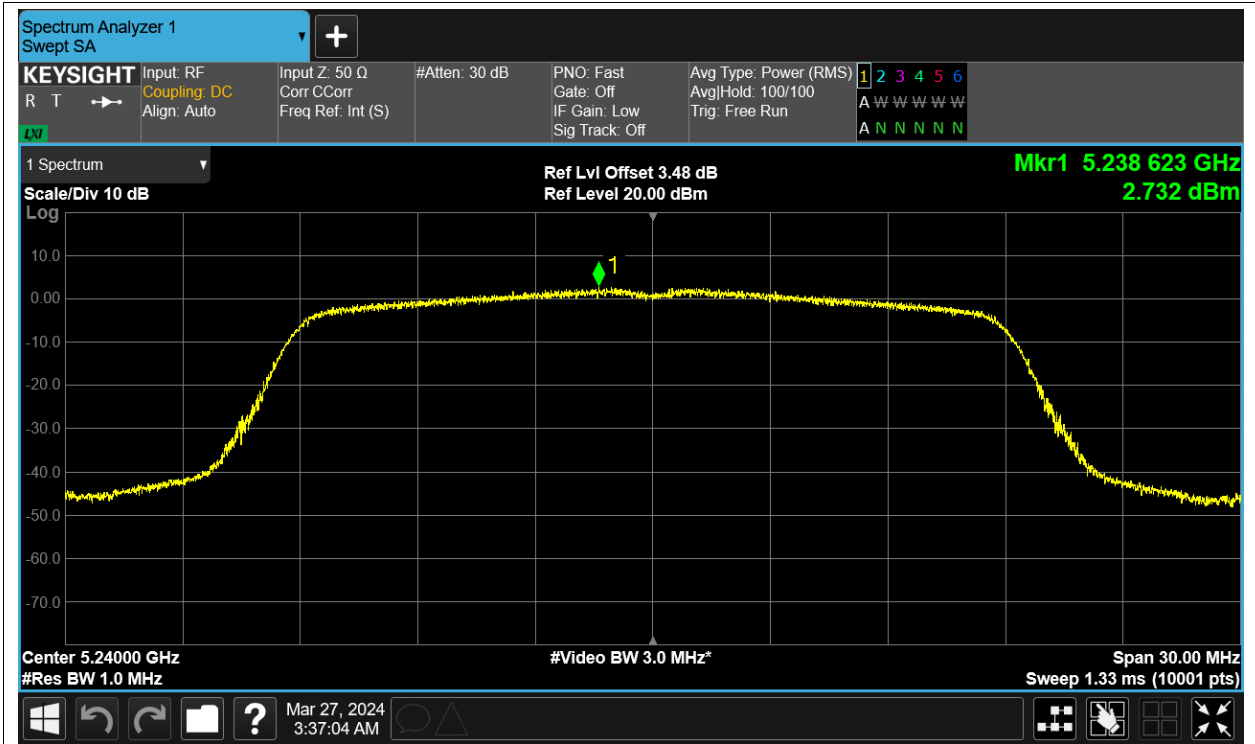 Spectrum Analyzer 1
Swept SA
KEYSIGHT
R T
LXI
Input: RF
Coupling: DC
Align: Auto
Input Z: 50 Ω
Corr CCorr
Freq Ref: Int (S)
#Atten: 30 dB
PNO: Fast
Gate: Off
IF Gain: Low
Sig Track: Off
Avg Type: Power (RMS)
Avg|Hold: 100/100
Trig: Free Run
1 2 3 4 5 6
A W W W W W
A N N N N N
1 Spectrum
Scale/Div 10 dB
Log
Ref Lvl Offset 3.48 dB
Ref Level 20.00 dBm
Mkr1 5.238 623 GHz
2.732 dBm
1
10.0
0.00
-10.0
-20.0
-30.0
-40.0
-50.0
-60.0
-70.0
Center 5.24000 GHz
#Video BW 3.0 MHz*
Span 30.00 MHz
#Res BW 1.0 MHz
Sweep 1.33 ms (10001 pts)
?
Mar 27, 2024
3:37:04 AM